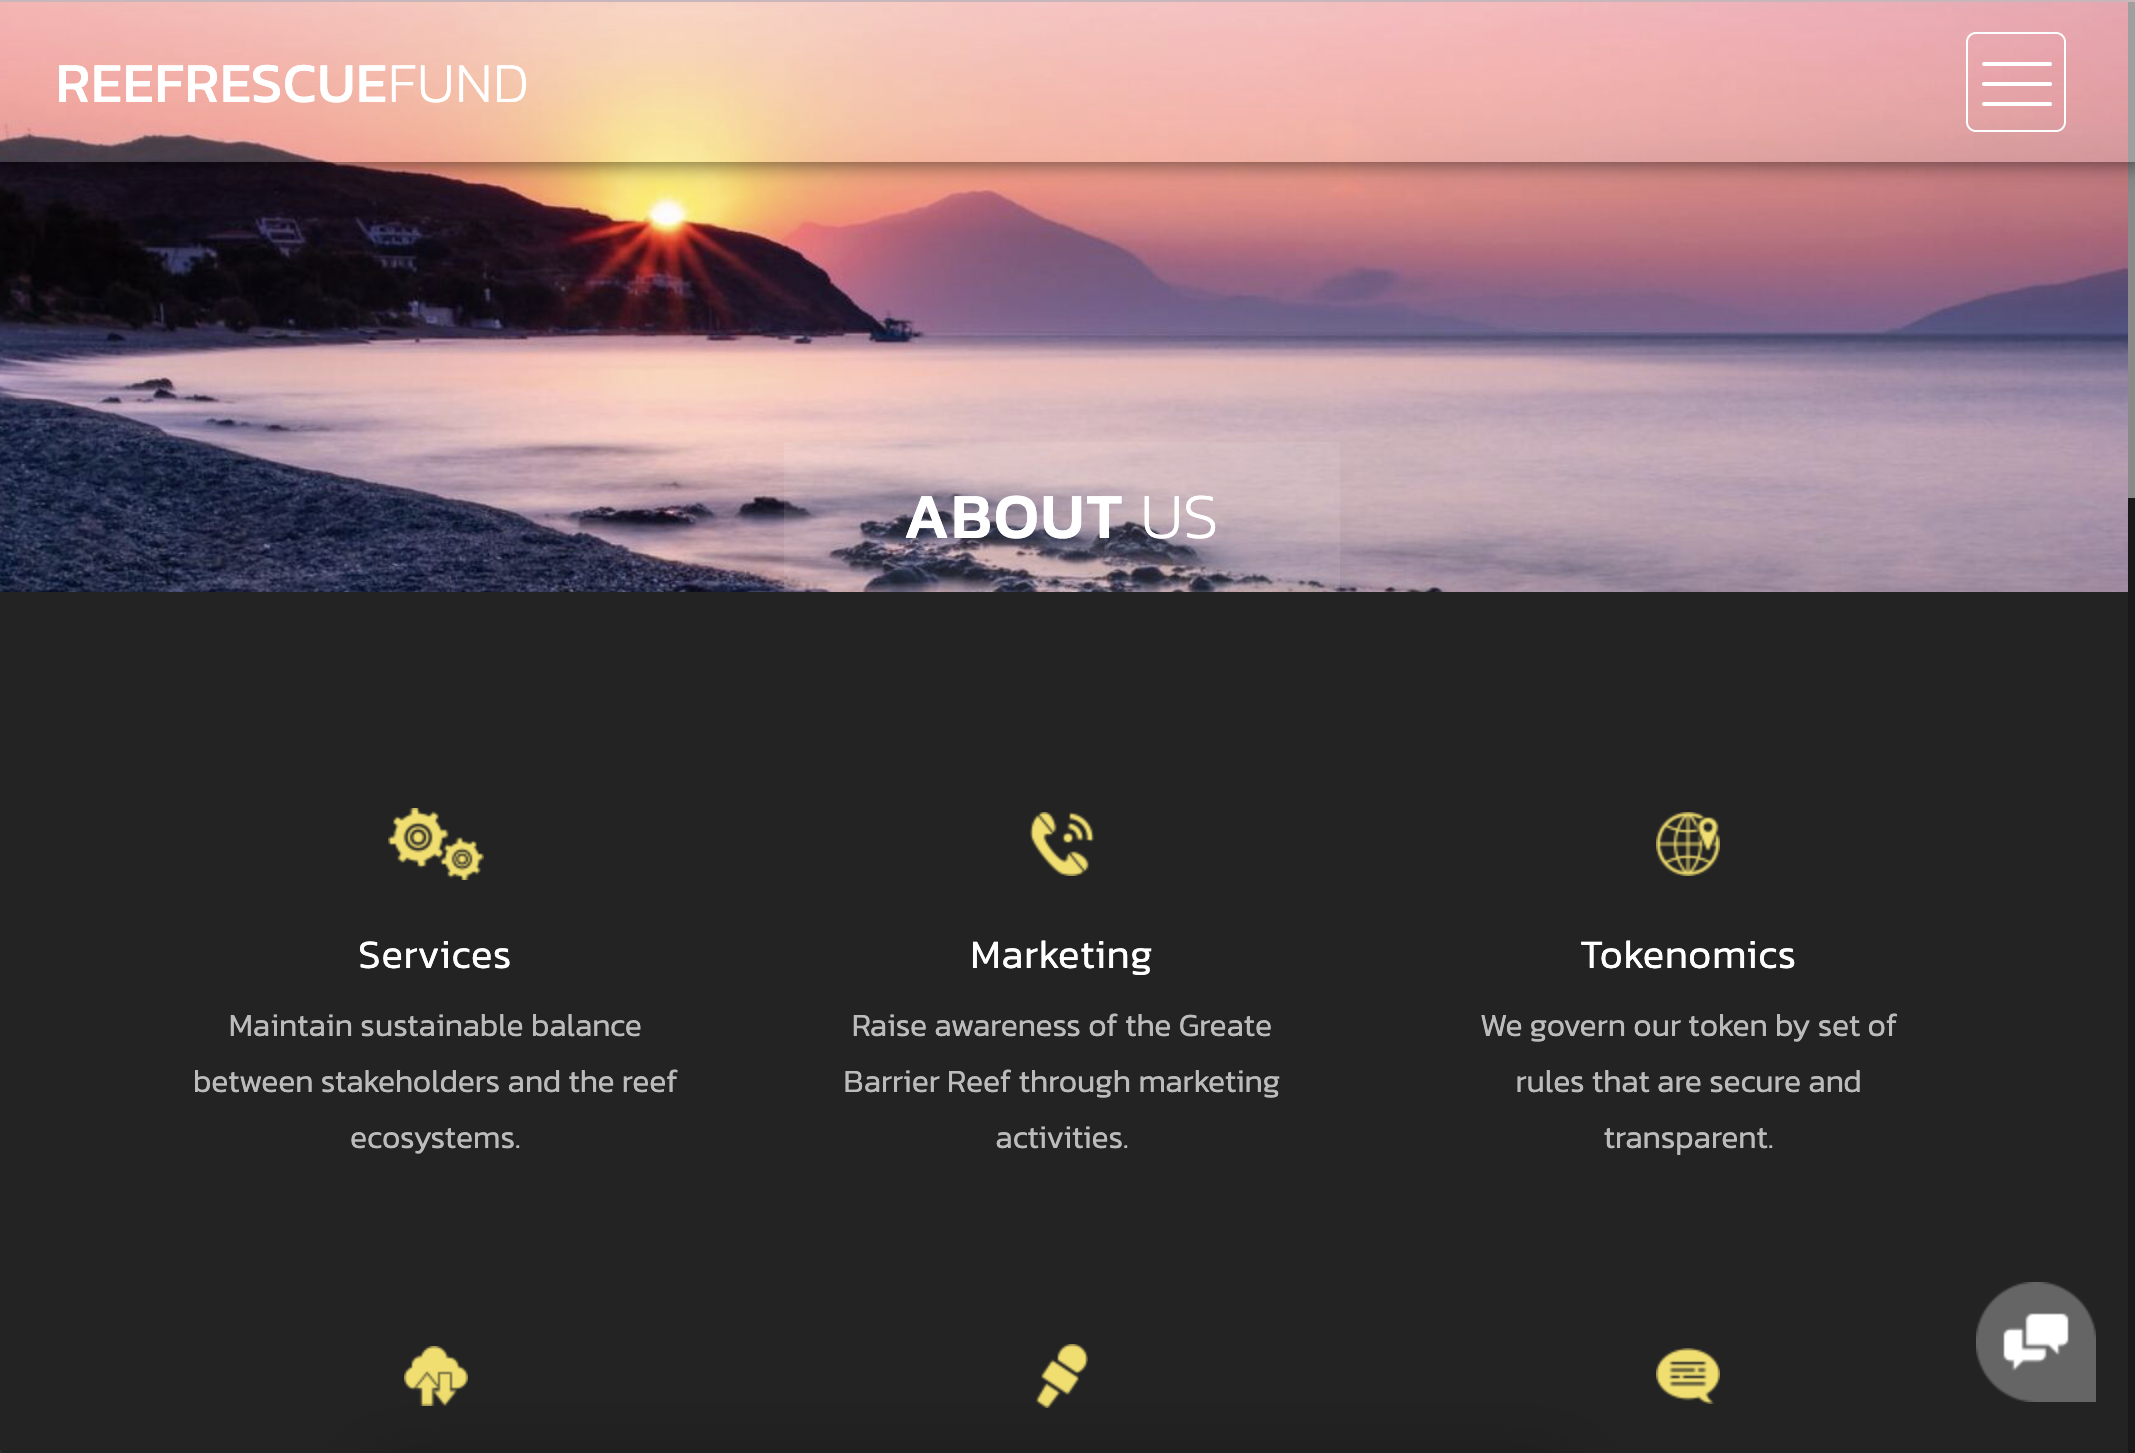 REEFRESCUEFUND
ABOUT US
Services
Maintain sustainable balance
between stakeholders and the reef
ecosystems.
Marketing
Raise awareness of the Greate
Barrier Reef through marketing
activities.
Tokenomics
We govern our token by set of
rules that are secure and
transparent.